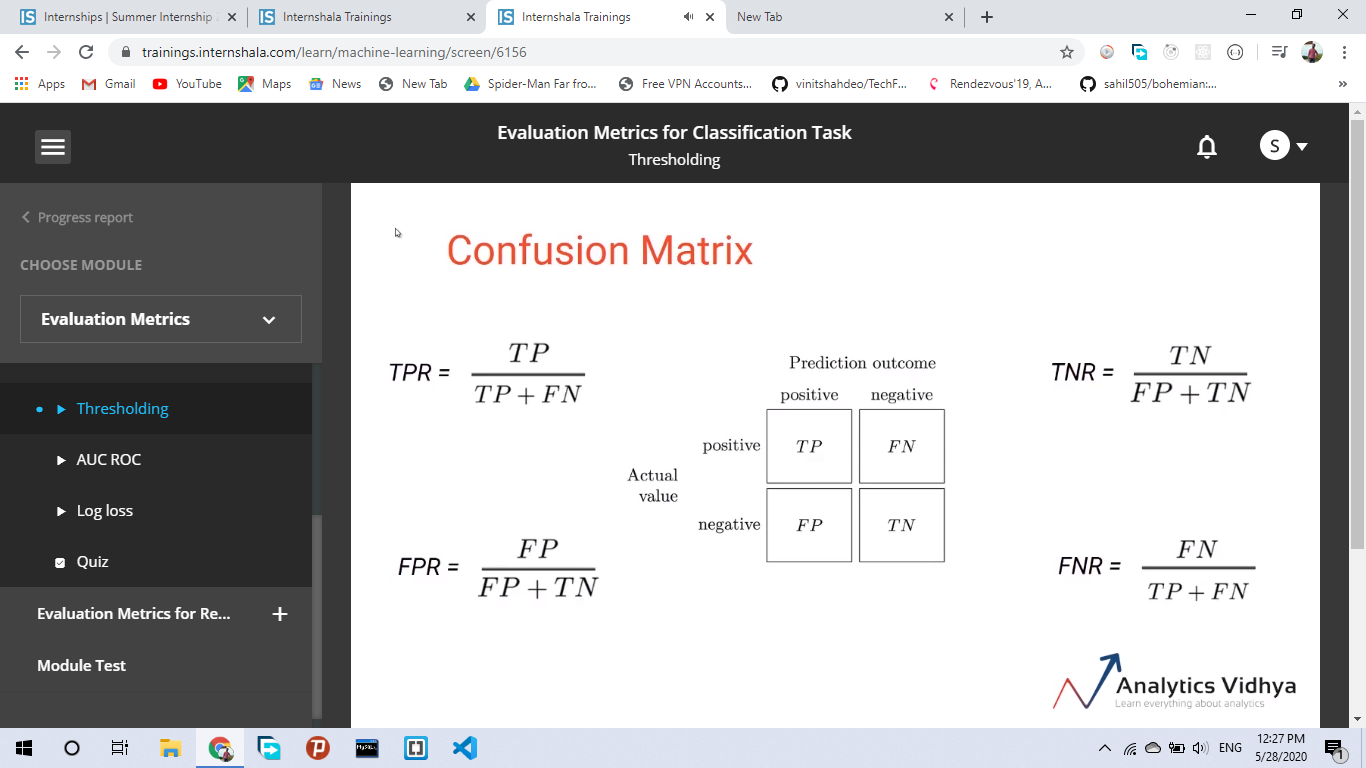 Internships | Summer Internship
Internshala Trainings
Internshala Trainings
New Tab
trainings.internshala.com/learn/machine-learning/screen/6156
Apps
Gmail
YouTube
Maps
News
New Tab
Spider-Man Far fro...
Free VPN Accounts...
vinitshahdeo/TechF...
Rendezvous'19, A...
sahil505/bohemian:...
»
Evaluation Metrics for Classification Task
Thresholding
S
Progress report
CHOOSE MODULE
Evaluation Metrics
Thresholding
AUC ROC
Log loss
Quiz
Evaluation Metrics for Re... +
Module Test
Confusion Matrix
TPR = TP / TP + FN
FPR = FP / FP + TN
Prediction outcome
positive negative
Actual
value
positive TP FN
negative FP TN
TNR = TN / FP + TN
FNR = FN / TP + FN
Analytics Vidhya
Learn everything about analytics
ENG
12:27 PM
5/28/2020
1